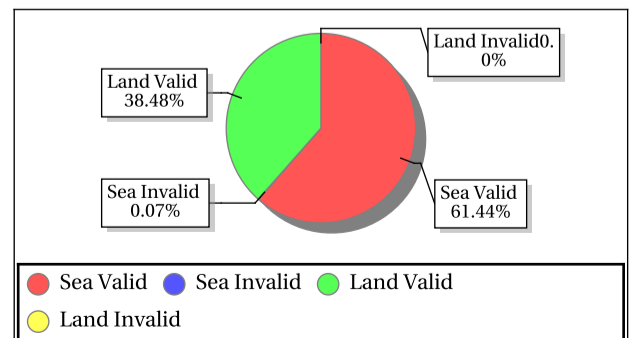 Land Invalid0.
0%
Land Valid
38.48%
Sea Invalid
0.07%
Sea Valid
61.44%
Sea Valid
Sea Invalid
Land Valid
Land Invalid